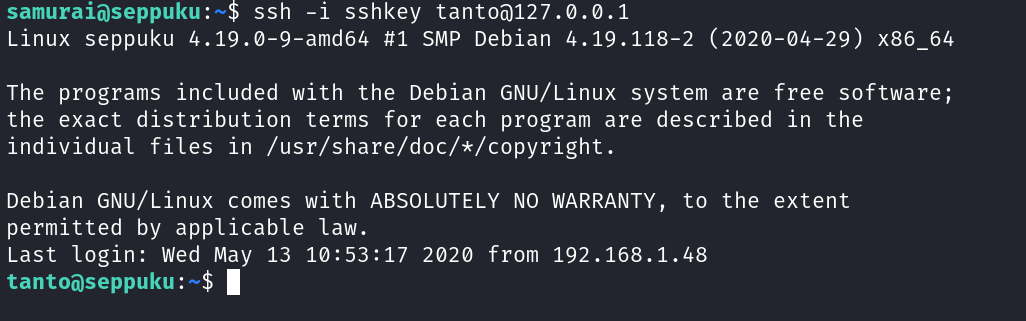 samurai@seppuku:~$ ssh -i sshkey tanto@127.0.0.1
Linux seppuku 4.19.0-9-amd64 #1 SMP Debian 4.19.118-2 (2020-04-29) x86_64
The programs included with the Debian GNU/Linux system are free software;
the exact distribution terms for each program are described in the
individual files in /usr/share/doc/*/copyright.
Debian GNU/Linux comes with ABSOLUTELY NO WARRANTY, to the extent
permitted by applicable law.
Last login: Wed May 13 10:53:17 2020 from 192.168.1.48
tanto@seppuku:~$